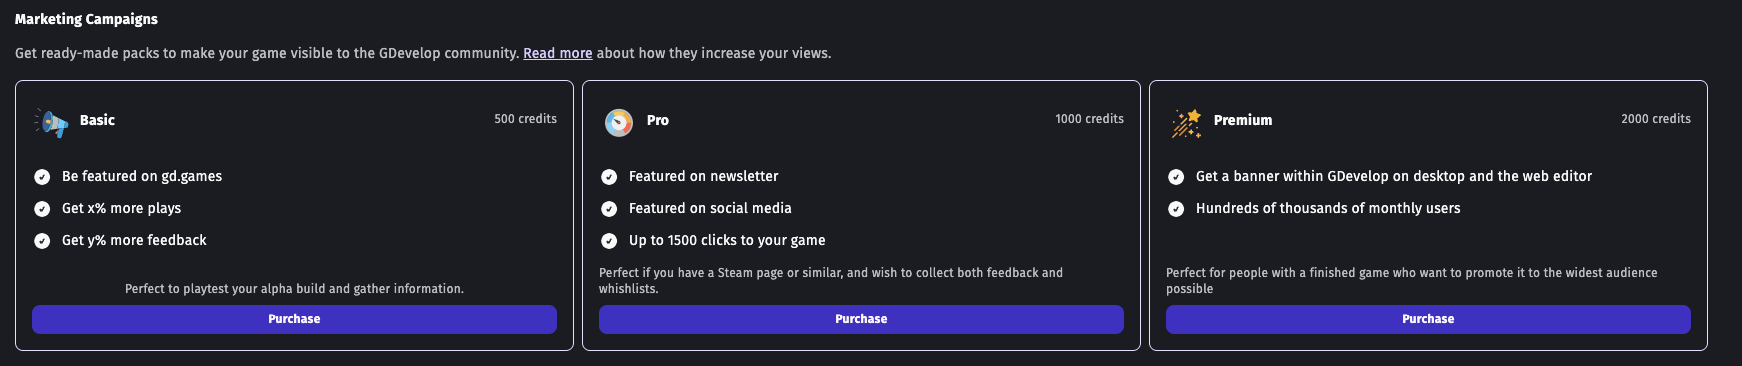 Marketing Campaigns
Get ready-made packs to make your game visible to the GDevelop community. Read more about how they increase your views.
Basic
500 credits
Be featured on gd.games
Get x% more plays
Get y% more feedback
Perfect to playtest your alpha build and gather information.
Purchase
Pro
1000 credits
Featured on newsletter
Featured on social media
Up to 1500 clicks to your game
Perfect if you have a Steam page or similar, and wish to collect both feedback and
whishlists.
Purchase
Premium
2000 credits
Get a banner within GDevelop on desktop and the web editor
Hundreds of thousands of monthly users
Perfect for people with a finished game who want to promote it to the widest audience
possible
Purchase